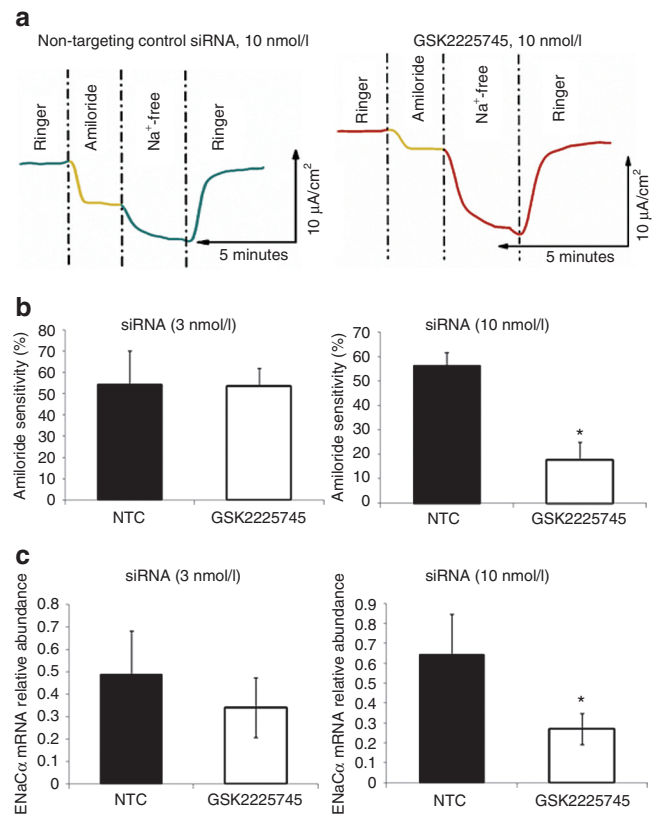 a
Non-targeting control siRNA, 10 nmol/l
GSK2225745, 10 nmol/l
Ringer
Amiloride
Na⁺-free
Ringer
10 µA/cm²
5 minutes
Ringer
Amiloride
Na⁺-free
Ringer
10 µA/cm²
5 minutes
b
siRNA (3 nmol/l)
Amiloride sensitivity (%)
80
70
60
50
40
30
20
10
0
NTC
GSK2225745
siRNA (10 nmol/l)
Amiloride sensitivity (%)
70
60
50
40
30
20
10
0
*
NTC
GSK2225745
c
siRNA (3 nmol/l)
ENaCα mRNA relative abundance
0.8
0.7
0.6
0.5
0.4
0.3
0.2
0.1
0
NTC
GSK2225745
siRNA (10 nmol/l)
ENaCα mRNA relative abundance
0.9
0.8
0.7
0.6
0.5
0.4
0.3
0.2
0.1
0
*
NTC
GSK2225745